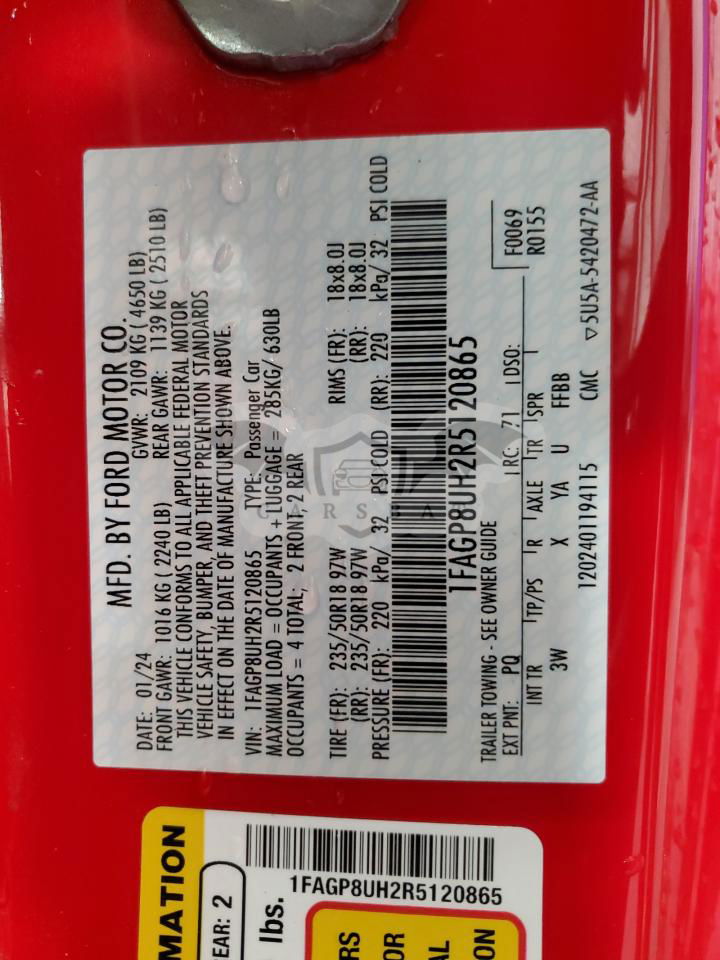 MFD. BY FORD MOTOR CO.
DATE: 01/24 GVWR: 2109 KG ( 4650 LB)
FRONT GAWR: 1016 KG ( 2240 LB) REAR GAWR: 1139 KG ( 2510 LB)
THIS VEHICLE CONFORMS TO ALL APPLICABLE FEDERAL MOTOR
VEHICLE SAFETY, BUMPER, AND THEFT PREVENTION STANDARDS
IN EFFECT ON THE DATE OF MANUFACTURE SHOWN ABOVE.
VIN: 1FAGP8UH2R5120865 TYPE: Passenger Car
MAXIMUM LOAD = OCCUPANTS + LUGGAGE = 285KG/ 630LB
OCCUPANTS = 4 TOTAL; 2 FRONT, 2 REAR
TIRE (FR): 235/50R18 97W RIMS (FR): 18x8.0J
(RR): 235/50R18 97W (RR): 18x8.0J
PRESSURE (FR): 220 kPa/ 32 PSI COLD (RR): 220 kPa/ 32 PSI COLD
1FAGP8UH2R5120865
TRAILER TOWING - SEE OWNER GUIDE
EXT PNT: PQ RC: 71 DSO: F0069
R0155
INT TR TP/PS R AXLE TR SPR
3W X YA U FFBB
1202401194115 CMC ▽5U5A-5420472-AA
CARS
MATION
EAR: 2
lbs.
1FAGP8UH2R5120865
RS
OR
AL
ON